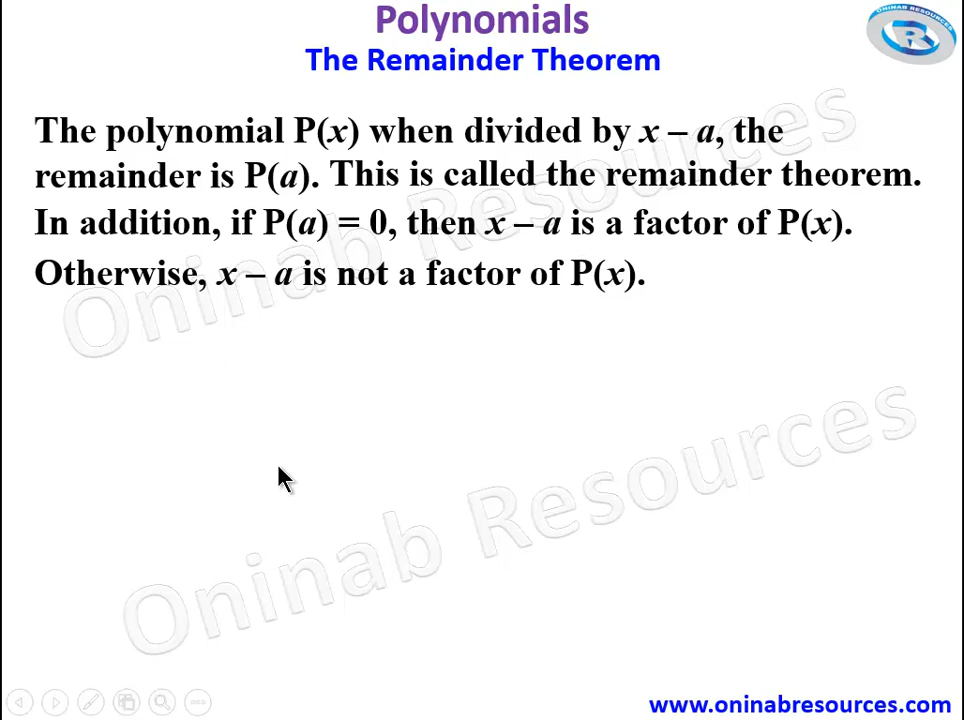 Polynomials
The Remainder Theorem
ONINAB RESOURCES
R
The polynomial P(x) when divided by x – a, the
remainder is P(a). This is called the remainder theorem.
In addition, if P(a) = 0, then x – a is a factor of P(x).
Otherwise, x – a is not a factor of P(x).
Oninab Resources
Oninab Resources
www.oninabresources.com